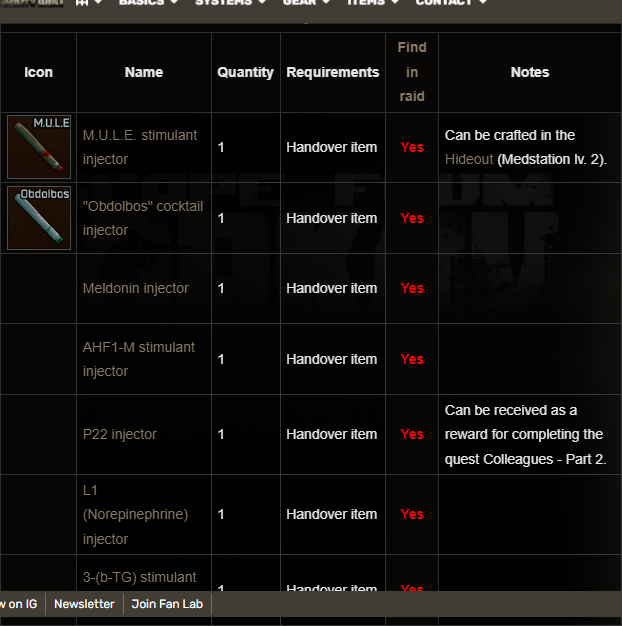 BASICS SYSTEMS GEAR ITEMS CONTACT
Icon Name Quantity Requirements Find
in
raid Notes
M.U.L.E
M.U.L.E. stimulant
injector
1 Handover item Yes
Can be crafted in the
Hideout (Medstation lv. 2).
Obdolbos
"Obdolbos" cocktail
injector
1 Handover item Yes
Meldonin injector 1 Handover item Yes
AHF1-M stimulant
injector
1 Handover item Yes
P22 injector 1 Handover item Yes
Can be received as a
reward for completing the
quest Colleagues - Part 2.
L1
(Norepinephrine)
injector
1 Handover item Yes
3-(b-TG) stimulant
1 Handover item Yes
w on IG Newsletter Join Fan Lab